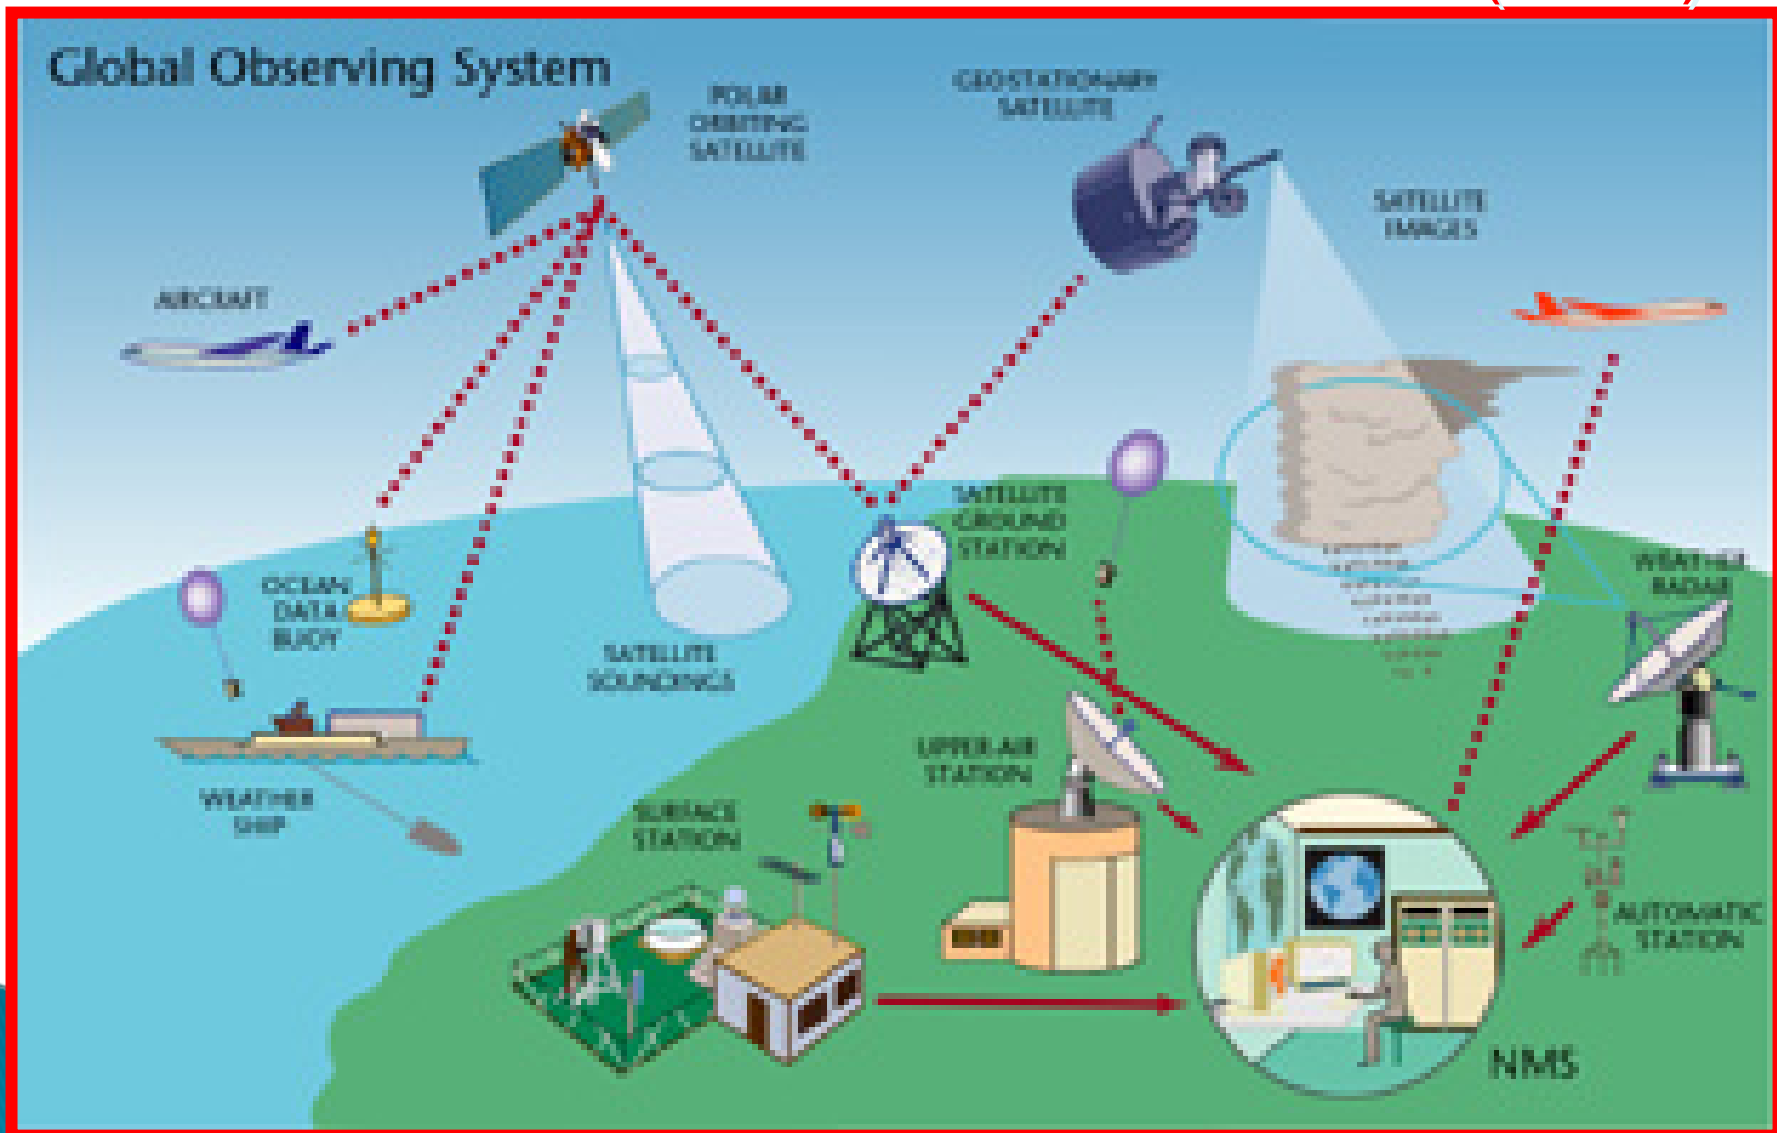 Global Observing System
POLAR
ORBITING
SATELLITE
GEOSTATIONARY
SATELLITE
SATELLITE
IMAGES
AIRCRAFT
SATELLITE
GROUND
STATION
OCEAN
DATA
BUOY
WEATHER
RADAR
SATELLITE
SOUNDINGS
UPPER-AIR
STATION
WEATHER
SHIP
SURFACE
STATION
AUTOMATIC
STATION
NMS